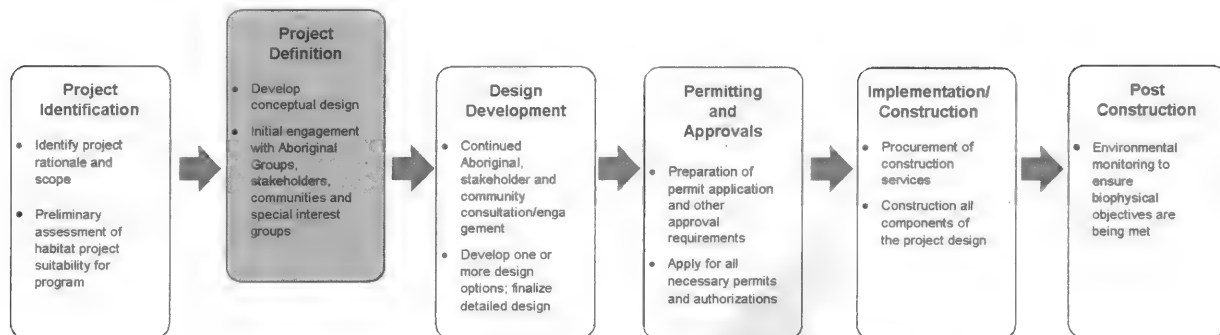 Project
Identification
• Identify project
rationale and
scope
• Preliminary
assessment of
habitat project
suitability for
program
Project
Definition
• Develop
conceptual design
• Initial engagement
with Aboriginal
Groups,
stakeholders,
communities and
special interest
groups
Design
Development
• Continued
Aboriginal,
stakeholder and
community
consultation/enga
gement
• Develop one or
more design
options; finalize
detailed design
Permitting
and
Approvals
• Preparation of
permit application
and other
approval
requirements
• Apply for all
necessary permits
and authorizations
Implementation/
Construction
• Procurement of
construction
services
• Construction all
components of
the project design
Post
Construction
• Environmental
monitoring to
ensure
biophysical
objectives are
being met